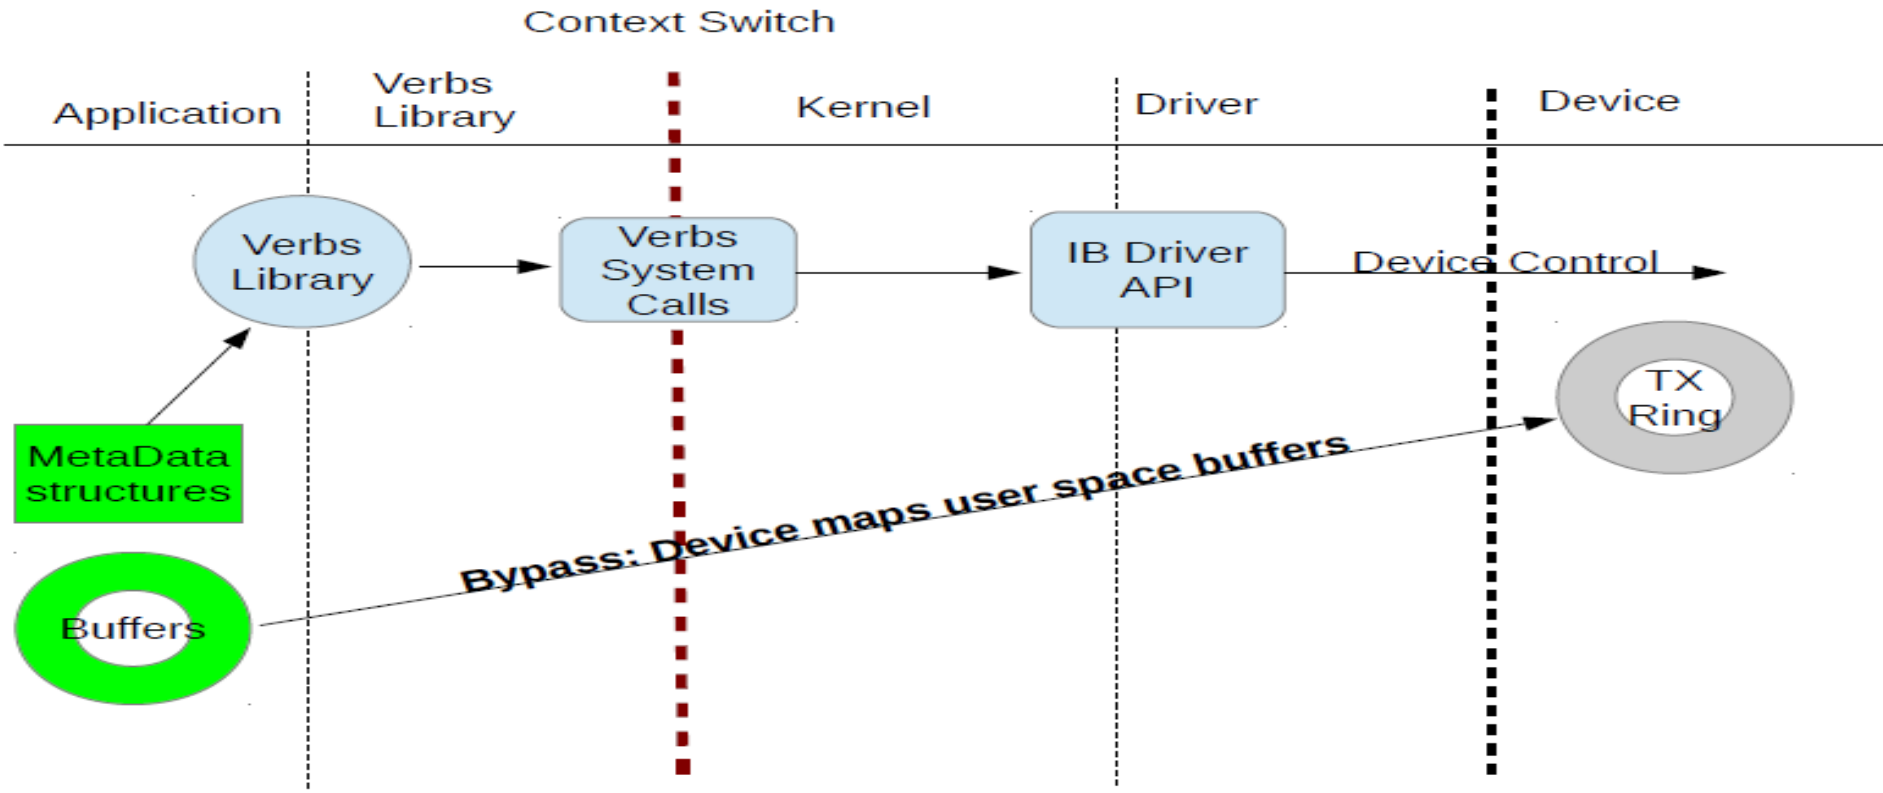 Context Switch
Application
Verbs
Library
Kernel
Driver
Device
Verbs
Library
Verbs
System
Calls
IB Driver
API
Device Control
TX
Ring
MetaData
structures
Bypass: Device maps user space buffers
Buffers